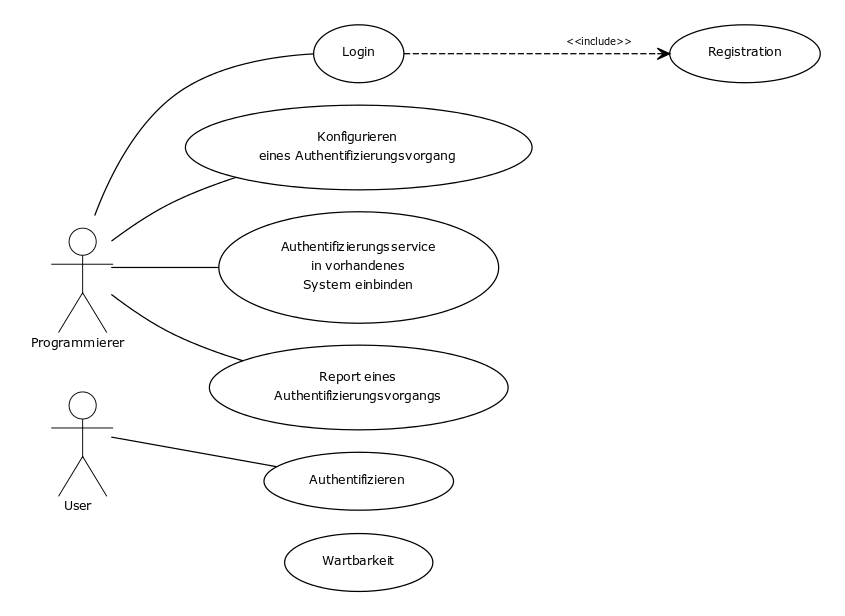 <<include>>
Login
Registration
Konfigurieren
eines Authentifizierungsvorgang
Authentifizierungsservice
in vorhandenes
System einbinden
Programmierer
Report eines
Authentifizierungsvorgangs
Authentifizieren
User
Wartbarkeit